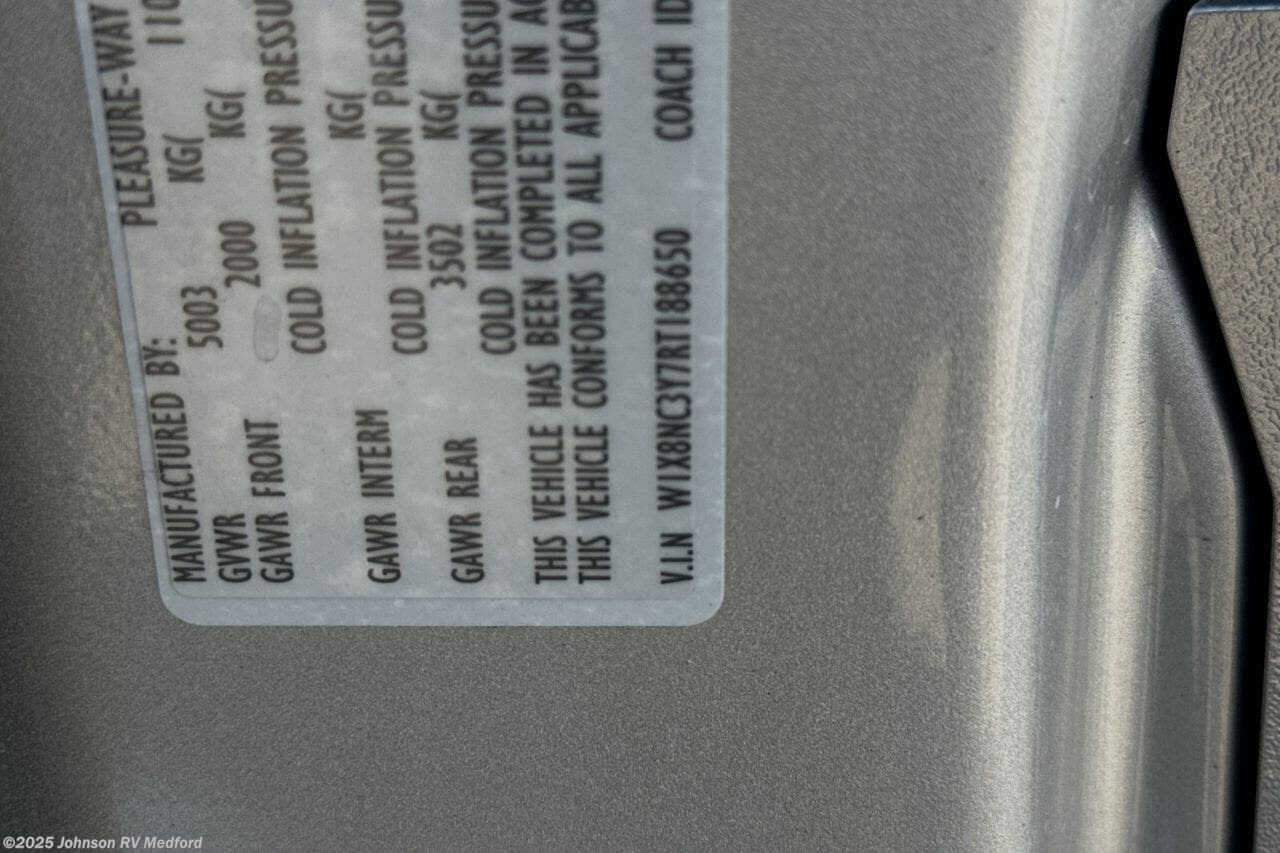 MANUFACTURED BY: PLEASURE-WAY
GVWR 5003 KG( 110
GAWR FRONT 2000 KG(
COLD INFLATION PRESSU
GAWR INTERM KG(
COLD INFLATION PRESSU
GAWR REAR 3502 KG(
COLD INFLATION PRESSU
THIS VEHICLE HAS BEEN COMPLETED IN AC
THIS VEHICLE CONFORMS TO ALL APPLICAB
V.I.N W1X8NC3Y7RT188650 COACH ID
©2025 Johnson RV Medford